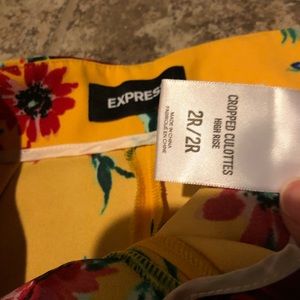 EXPRESS
CROPPED CULOTTES
HIGH RISE
2R/2R
MADE IN CHINA
FABRIQUÉ EN CHINE